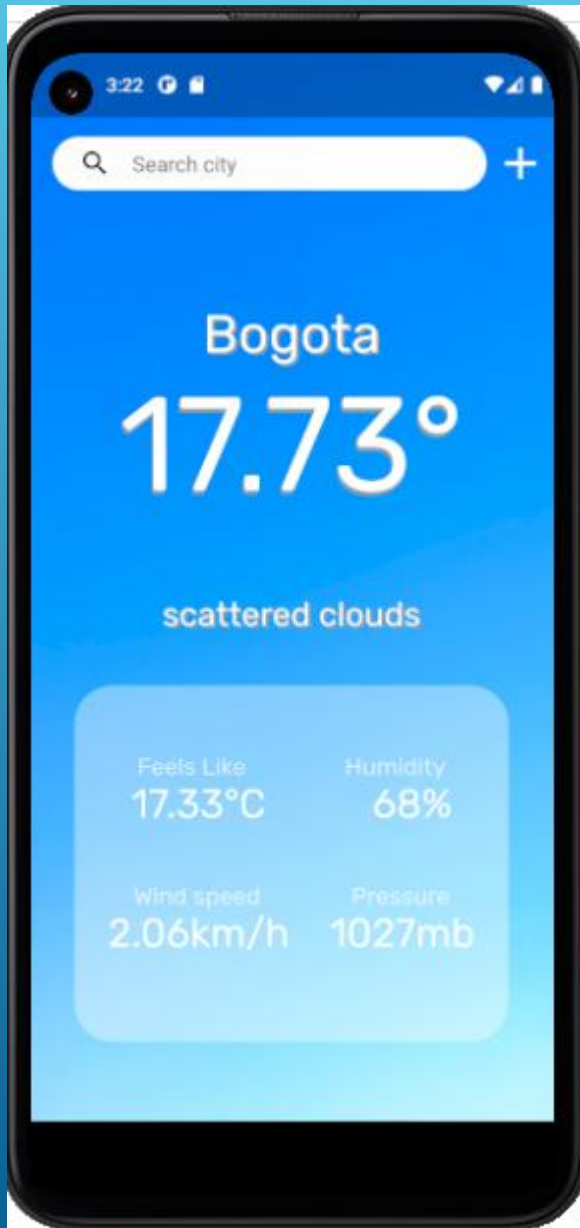 3:22
Search city
Bogota
17.73°
scattered clouds
Feels Like Humidity
17.33°C 68%
Wind speed Pressure
2.06km/h 1027mb